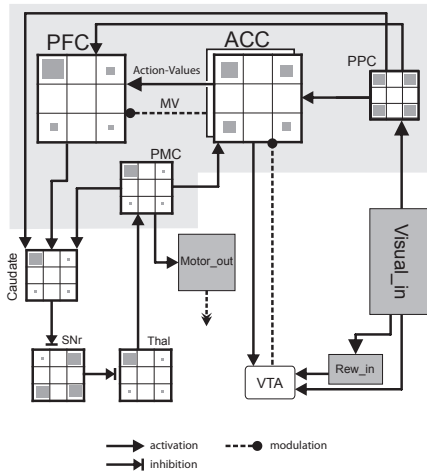 PFC
ACC
PPC
Action-Values
MV
PMC
Caudate
Motor_out
Visual_in
SNr
Thal
VTA
Rew_in
activation
modulation
inhibition